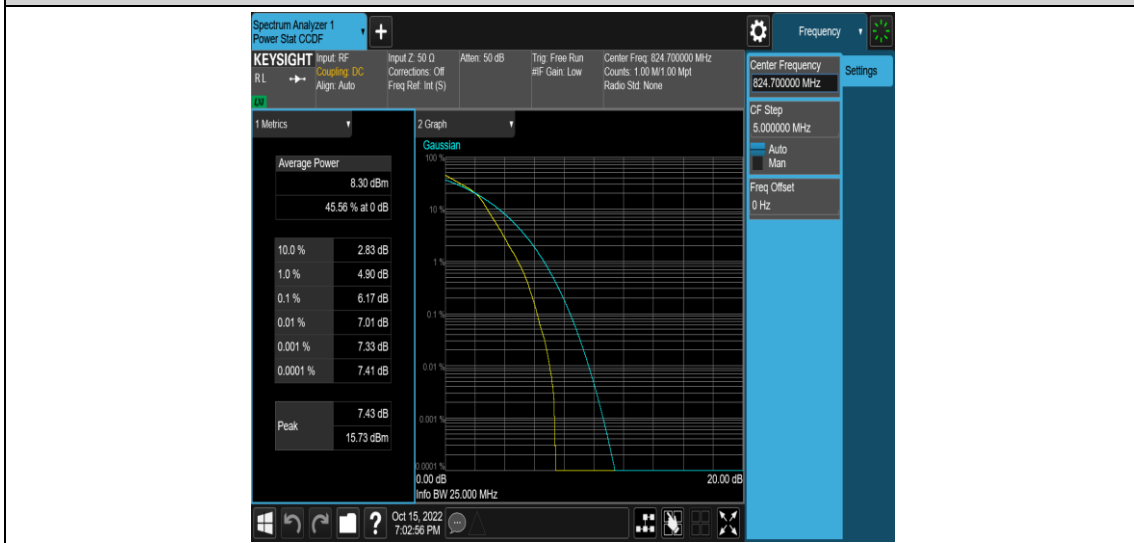 Spectrum Analyzer 1
Power Stat CCDF
+
Frequency
KEYSIGHT
RL
LXI
Input: RF
Coupling: DC
Align: Auto
Input Z: 50 Ω
Corrections: Off
Freq Ref: Int (S)
Atten: 50 dB
Trig: Free Run
#IF Gain: Low
Center Freq: 824.700000 MHz
Counts: 1.00 M/1.00 Mpt
Radio Std: None
Center Frequency
824.700000 MHz
Settings
CF Step
5.000000 MHz
Auto
Man
Freq Offset
0 Hz
1 Metrics
Average Power
8.30 dBm
45.56 % at 0 dB
10.0 % 2.83 dB
1.0 % 4.90 dB
0.1 % 6.17 dB
0.01 % 7.01 dB
0.001 % 7.33 dB
0.0001 % 7.41 dB
Peak
7.43 dB
15.73 dBm
2 Graph
Gaussian
100 %
10 %
1 %
0.1 %
0.01 %
0.001 %
0.0001 %
0.00 dB 20.00 dB
Info BW 25.000 MHz
?
Oct 15, 2022
7:02:56 PM